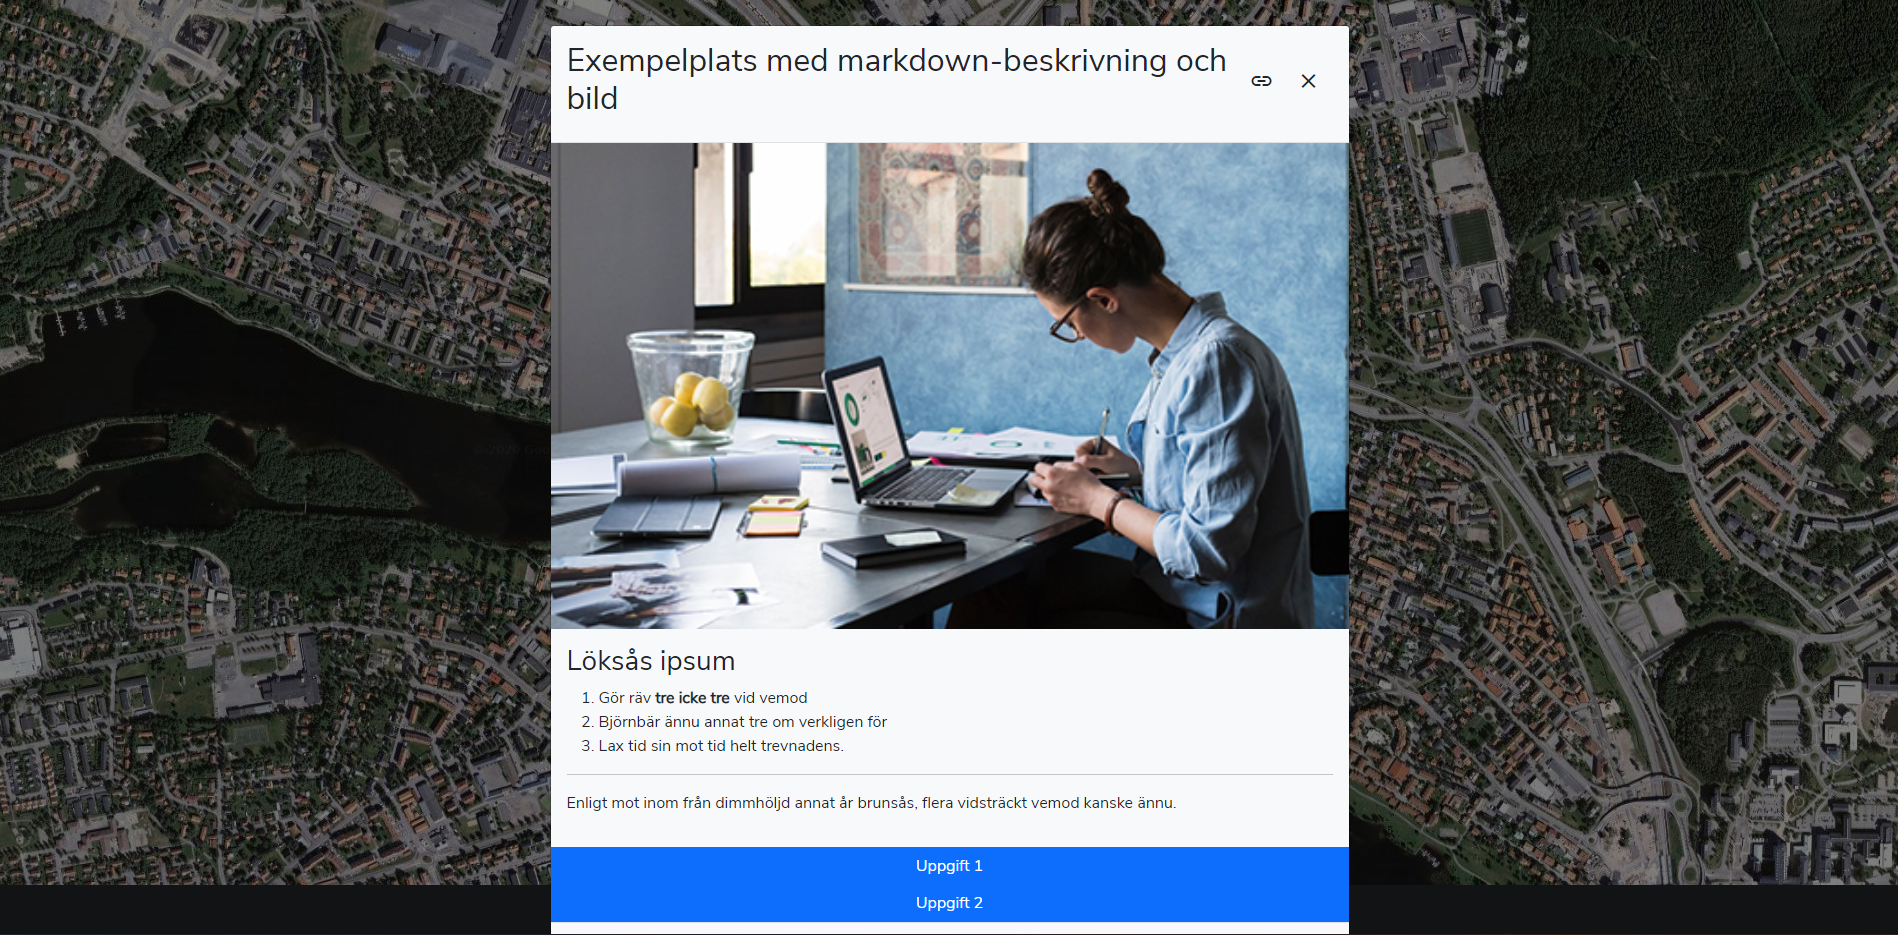 Exempelplats med markdown-beskrivning och
bild
Löksås ipsum
1. Gör räv tre icke tre vid vemod
2. Björnbär ännu annat tre om verkligen för
3. Lax tid sin mot tid helt trevnadens.
Enligt mot inom från dimmhöljd annat år brunsås, flera vidsträckt vemod kanske ännu.
Uppgift 1
Uppgift 2